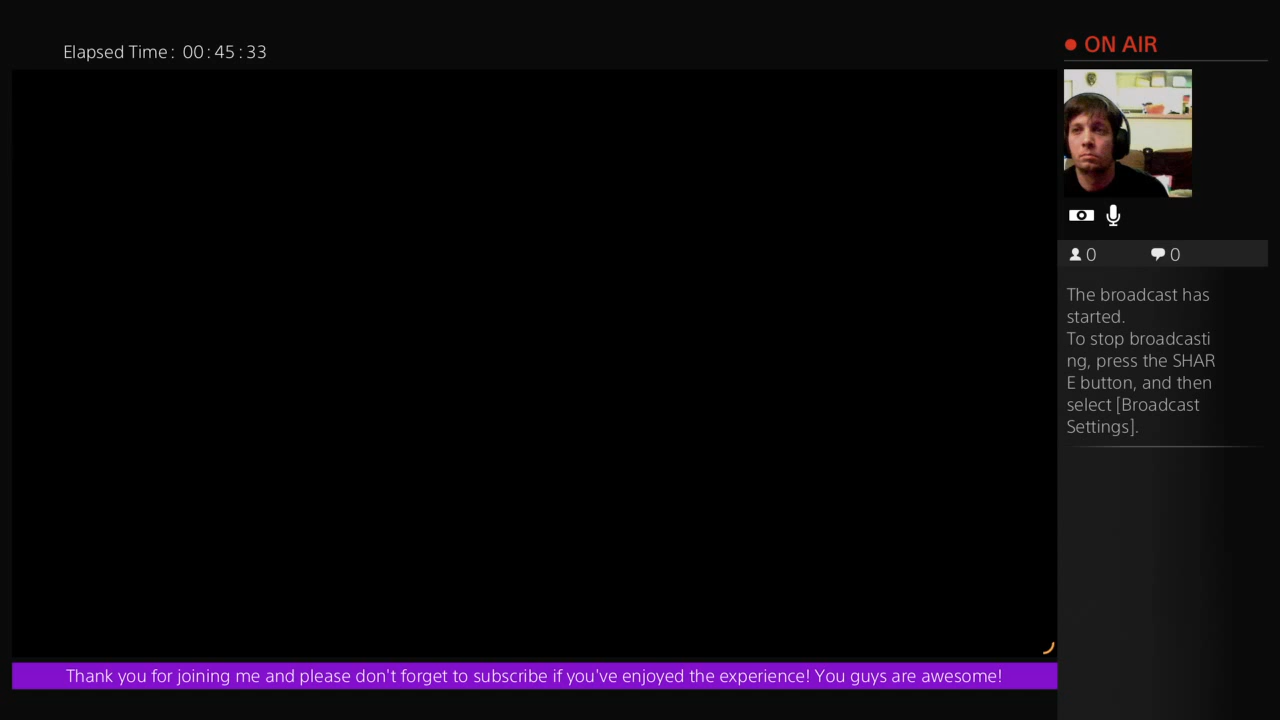 Elapsed Time: 00:45:33
ON AIR
0 0
The broadcast has
started.
To stop broadcasti
ng, press the SHAR
E button, and then
select [Broadcast
Settings].
Thank you for joining me and please don't forget to subscribe if you've enjoyed the experience! You guys are awesome!